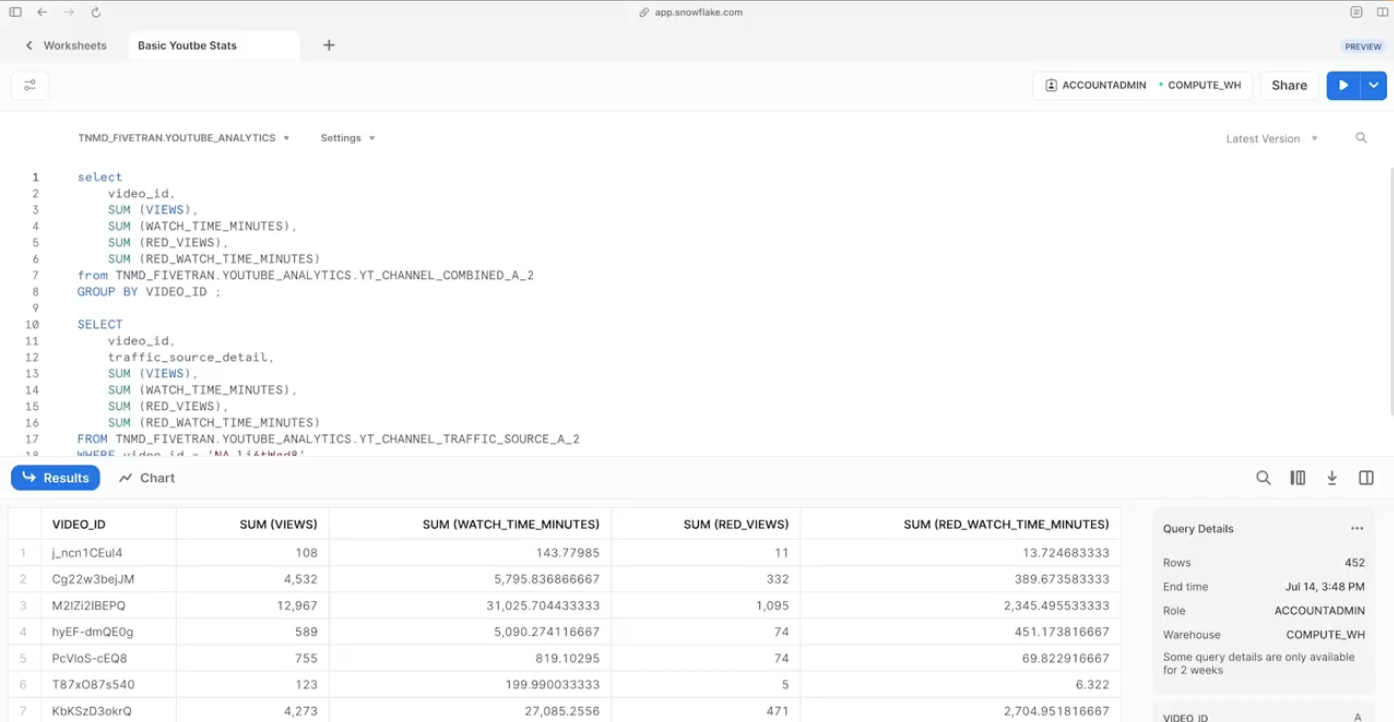 app.snowflake.com
Worksheets
Basic Youtbe Stats
PREVIEW
ACCOUNTADMIN COMPUTE_WH
Share
TNMD_FIVETRAN.YOUTUBE_ANALYTICS
Settings
Latest Version
1 select
2 video_id,
3 SUM (VIEWS),
4 SUM (WATCH_TIME_MINUTES),
5 SUM (RED_VIEWS),
6 SUM (RED_WATCH_TIME_MINUTES)
7 from TNMD_FIVETRAN.YOUTUBE_ANALYTICS.YT_CHANNEL_COMBINED_A_2
8 GROUP BY VIDEO_ID ;
9
10 SELECT
11 video_id,
12 traffic_source_detail,
13 SUM (VIEWS),
14 SUM (WATCH_TIME_MINUTES),
15 SUM (RED_VIEWS),
16 SUM (RED_WATCH_TIME_MINUTES)
17 FROM TNMD_FIVETRAN.YOUTUBE_ANALYTICS.YT_CHANNEL_TRAFFIC_SOURCE_A_2
18 WHERE video_id =
Results
Chart
VIDEO_ID SUM (VIEWS) SUM (WATCH_TIME_MINUTES) SUM (RED_VIEWS) SUM (RED_WATCH_TIME_MINUTES)
1 j_ncn1CEuI4 108 143.77985 11 13.724683333
2 Cg22w3bejJM 4,532 5,795.836866667 332 389.673583333
3 M2IZi2IBEPQ 12,967 31,025.704433333 1,095 2,345.495533333
4 hyEF-dmQE0g 589 5,090.274116667 74 451.173816667
5 PcVIoS-cEQ8 755 819.10295 74 69.822916667
6 T87xO87s540 123 199.990033333 5 6.322
7 KbKSzD3okrQ 4,273 27,085.2556 471 2,704.951816667
Query Details
Rows 452
End time Jul 14, 3:48 PM
Role ACCOUNTADMIN
Warehouse COMPUTE_WH
Some query details are only available
for 2 weeks
VIDEO_ID A